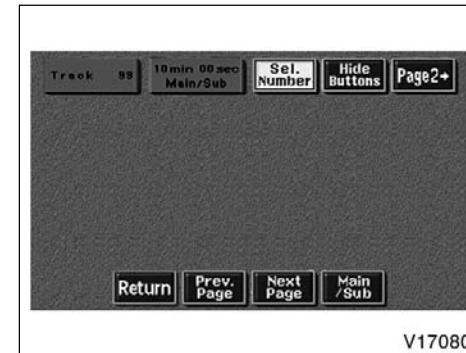 Track 99
10min 00sec
Main/Sub
Sel.
Number
Hide
Buttons
Page2→
Return
Prev.
Page
Next
Page
Main
/Sub
V17080